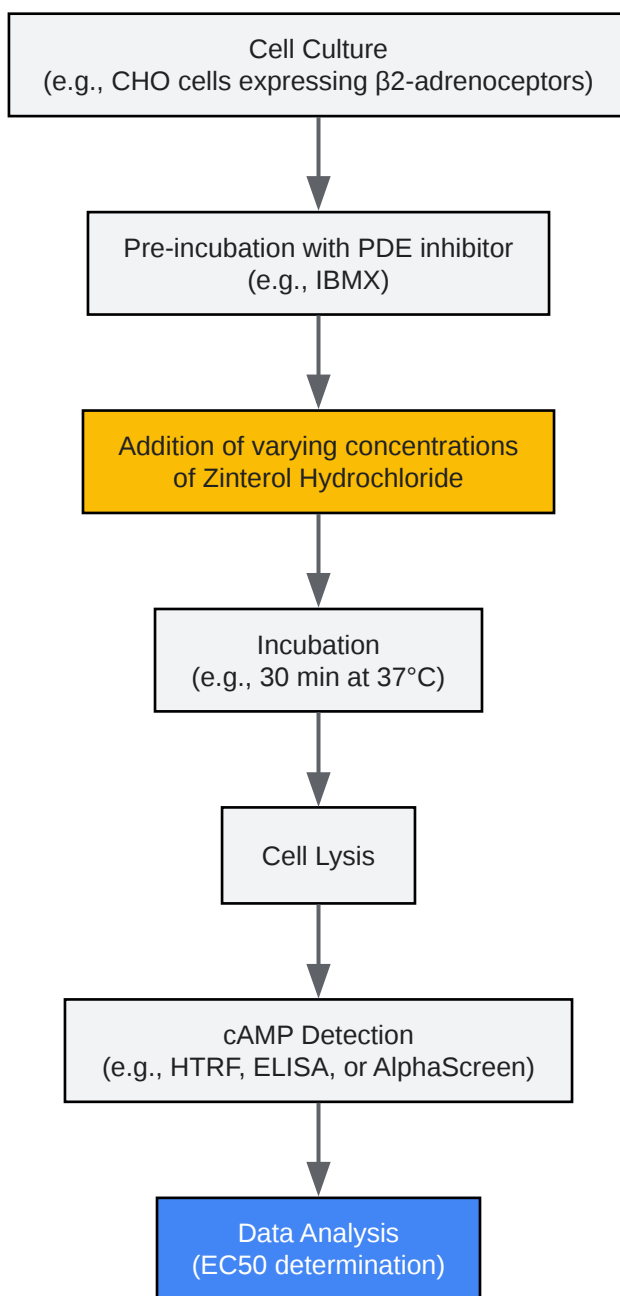 Cell Culture
(e.g., CHO cells expressing β2-adrenoceptors)
Pre-incubation with PDE inhibitor
(e.g., IBMX)
Addition of varying concentrations
of Zinterol Hydrochloride
Incubation
(e.g., 30 min at 37°C)
Cell Lysis
cAMP Detection
(e.g., HTRF, ELISA, or AlphaScreen)
Data Analysis
(EC50 determination)